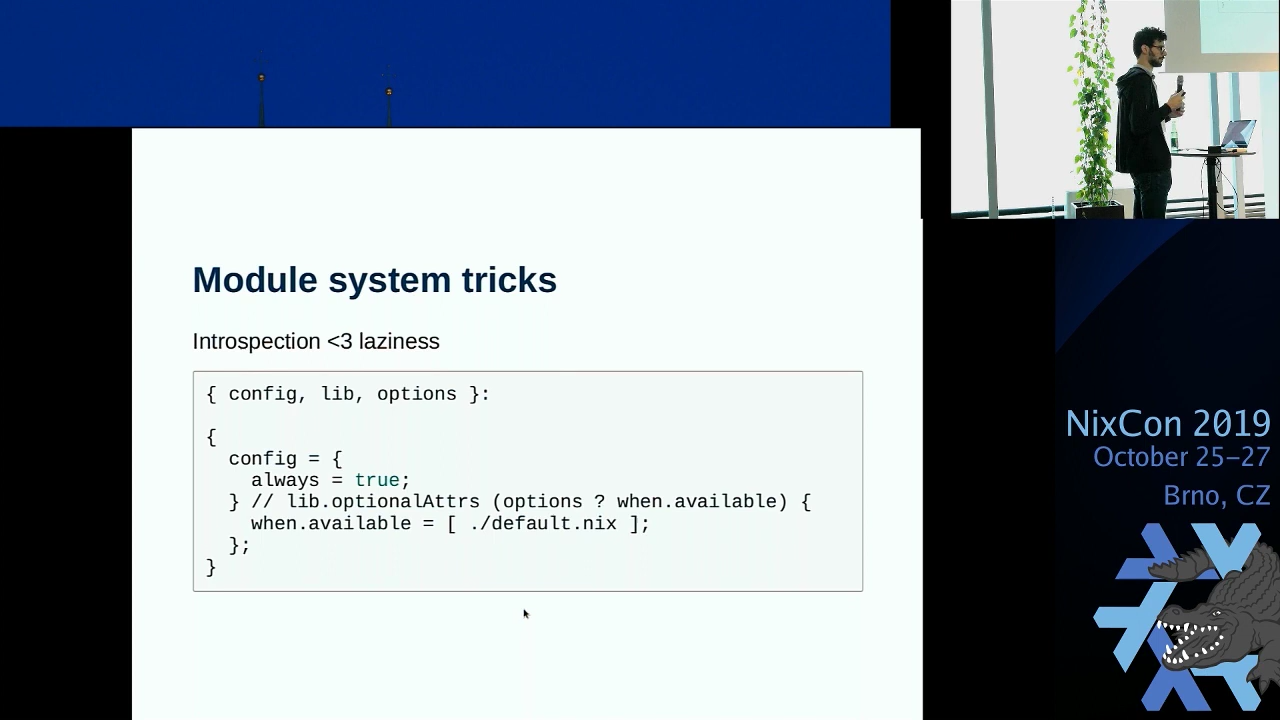 Module system tricks
Introspection <3 laziness
{ config, lib, options }:
{
  config = {
    always = true;
  } // lib.optionalAttrs (options ? when.available) {
    when.available = [ ./default.nix ];
  };
}
NixCon 2019
October 25–27
Brno, CZ